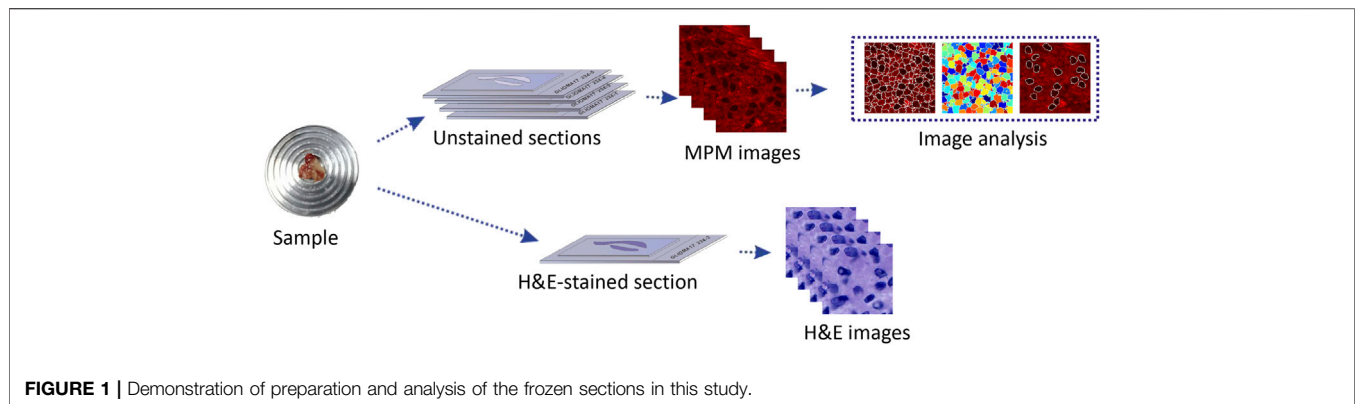 Unstained sections
MPM images
Image analysis
Sample
H&E-stained section
H&E images
FIGURE 1 | Demonstration of preparation and analysis of the frozen sections in this study.